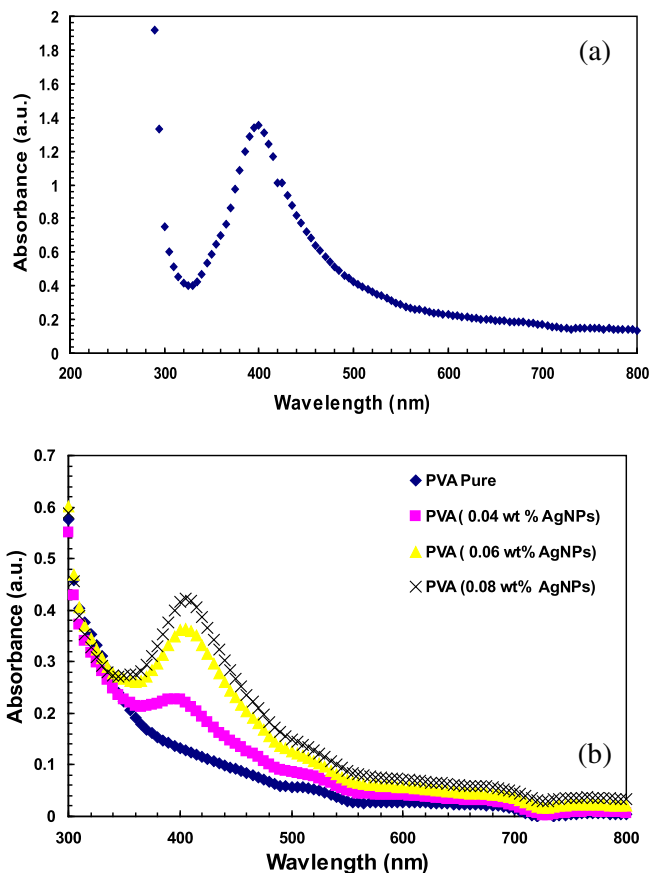 (a)
Absorbance (a.u.)
2
1.8
1.6
1.4
1.2
1
0.8
0.6
0.4
0.2
0
200 300 400 500 600 700 800
Wavelength (nm)
(b)
Absorbance (a.u.)
0.7
0.6
0.5
0.4
0.3
0.2
0.1
0
PVA Pure
PVA ( 0.04 wt % AgNPs)
PVA ( 0.06 wt% AgNPs)
PVA (0.08 wt% AgNPs)
300 400 500 600 700 800
Wavlength (nm)